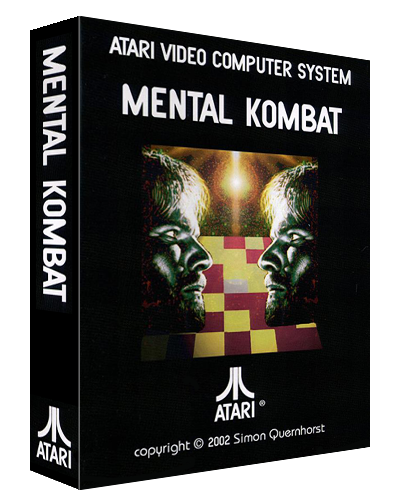 MENTAL KOMBAT
ATARI
ATARI VIDEO COMPUTER SYSTEM
MENTAL KOMBAT
ATARI®
copyright © 2002 Simon Quernhorst